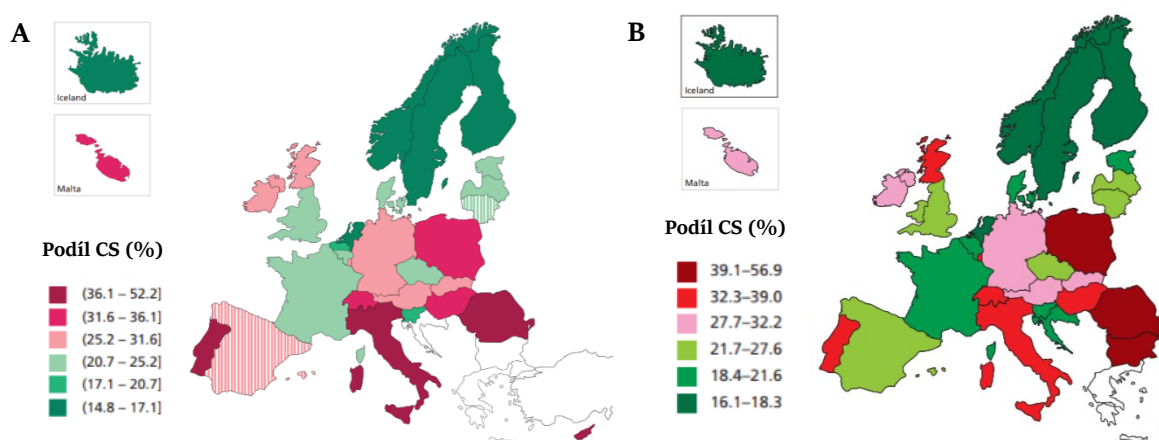 A
Iceland
Malta
Podíl CS (%)
(36.1 – 52.2]
(31.6 – 36.1]
(25.2 – 31.6]
(20.7 – 25.2]
(17.1 – 20.7]
(14.8 – 17.1]
B
Iceland
Malta
Podíl CS (%)
39.1–56.9
32.3–39.0
27.7–32.2
21.7–27.6
18.4–21.6
16.1–18.3